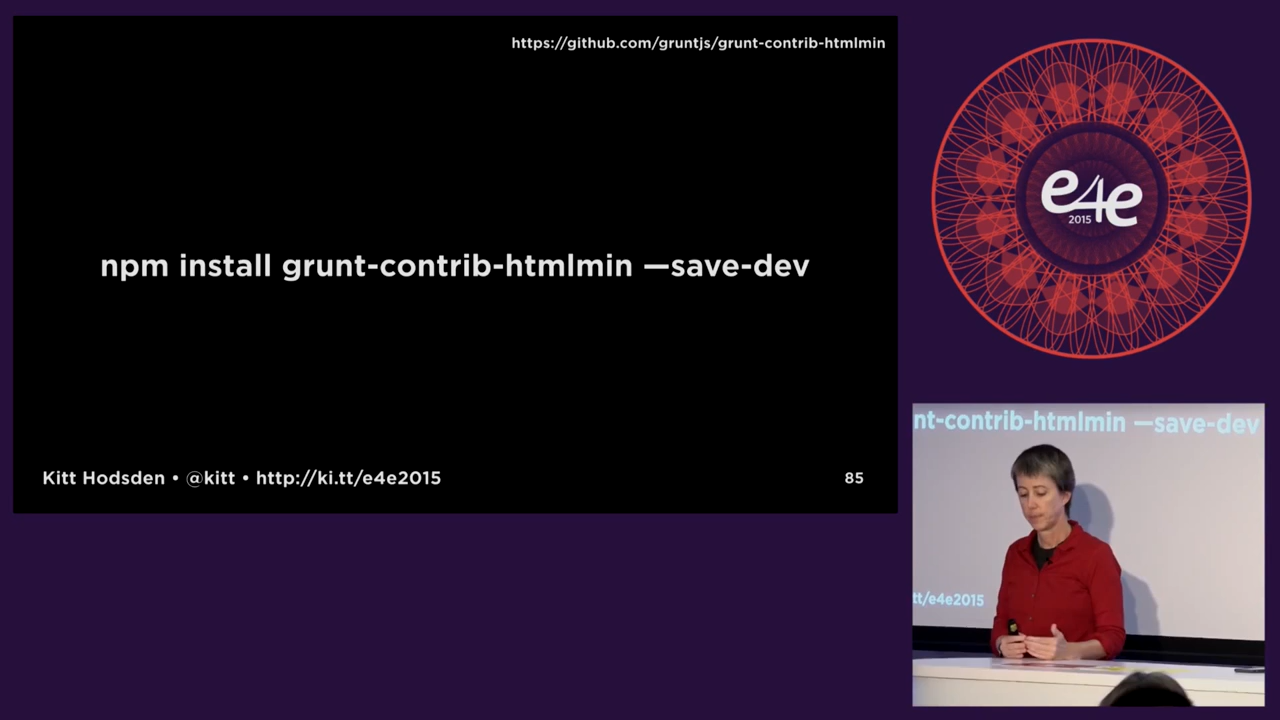 https://github.com/gruntjs/grunt-contrib-htmlmin
npm install grunt-contrib-htmlmin —save-dev
Kitt Hodsden • @kitt • http://ki.tt/e4e2015
85
e4e
2015
nt-contrib-htmlmin —save-dev
tt/e4e2015